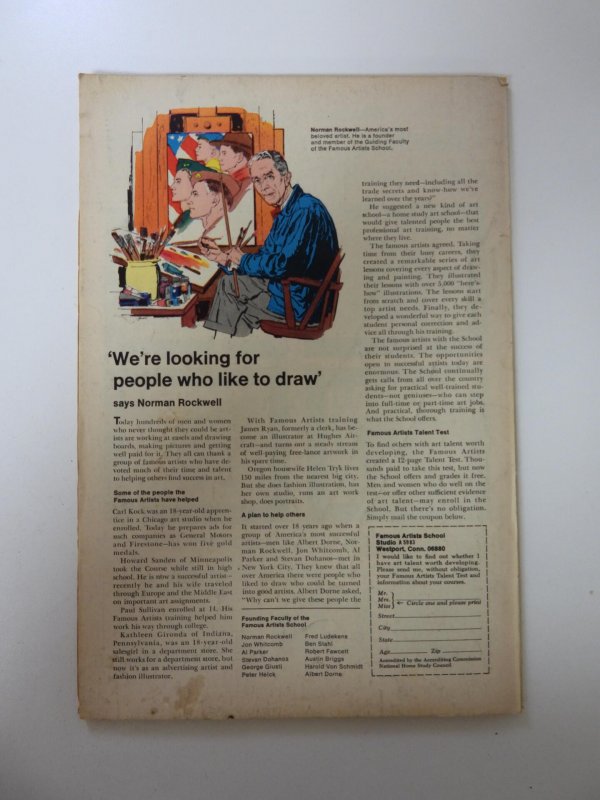 Norman Rockwell—America's most
beloved artist. He is a founder
and member of the Guiding Faculty
of the Famous Artists School.
'We're looking for
people who like to draw'
says Norman Rockwell
Today hundreds of men and women
who never thought they could be art-
ists are working at easels and drawing
boards, making pictures and getting
well paid for it. They all can thank a
group of famous artists who have de-
voted much of their time and talent
to helping others find success in art.
Some of the people the
Famous Artists have helped
Carl Kock was an 18-year-old appren-
tice in a Chicago art studio when he
enrolled. Today he prepares ads for
such companies as General Motors
and Firestone—has won five gold
medals.
Howard Sanden of Minneapolis
took the Course while still in high
school. He is now a successful artist—
recently he and his wife traveled
through Europe and the Middle East
on important art assignments.
Paul Sullivan enrolled at 14. His
Famous Artists training helped him
work his way through college.
Kathleen Gironda of Indiana,
Pennsylvania, was an 18-year-old
salesgirl in a department store. She
still works for a department store, but
now it's as an advertising artist and
fashion illustrator.
With Famous Artists training
James Ryan, formerly a clerk, has be-
come an illustrator at Hughes Air-
craft—and turns out a steady stream
of well-paying, free-lance artwork in
his spare time.
Oregon housewife Helen Tryk lives
150 miles from the nearest big city.
But she does fashion illustration, has
her own studio, runs an art work
shop, does portraits.
A plan to help others
It started over 18 years ago when a
group of America's most successful
artists—men like Albert Dorne, Nor-
man Rockwell, Jon Whitcomb, Al
Parker and Stevan Dohanos—met in
New York City. They knew that all
over America there were people who
liked to draw who could be turned
into good artists. Albert Dorne asked,
"Why can't we give these people the
Founding Faculty of the
Famous Artists School
Norman Rockwell
Jon Whitcomb
Al Parker
Stevan Dohanos
George Giusti
Peter Helck
Fred Ludekens
Ben Stahl
Robert Fawcett
Austin Briggs
Harold Von Schmidt
Albert Dorne
training they need—including all the
trade secrets and know-how we've
learned over the years?"
He suggested a new kind of art
school—a home study art school—that
would give talented people the best
professional art training, no matter
where they live.
The famous artists agreed. Taking
time from their busy careers, they
created a remarkable series of art
lessons covering every aspect of draw-
ing and painting. They illustrated
their lessons with over 5,000 "here's-
how" illustrations. The lessons start
from scratch and cover every skill a
top artist needs. Finally, they de-
veloped a wonderful way to give each
student personal correction and ad-
vice all through his training.
The famous artists with the School
are not surprised at the success of
their students. The opportunities
open to successful artists today are
enormous. The School continually
gets calls from all over the country
asking for practical well-trained stu-
dents—not geniuses—who can step
into full-time or part-time art jobs.
And practical, thorough training is
what the School offers.
Famous Artists Talent Test
To find others with art talent worth
developing, the Famous Artists
created a 12-page Talent Test. Thou-
sands paid to take this test, but now
the School offers and grades it free.
Men and women who do well on the
test—or offer other sufficient evidence
of art talent—may enroll in the
School. But there's no obligation.
Simply mail the coupon below.
Famous Artists School
Studio
Westport, Conn. 06880
I would like to find out whether I
have art talent worth developing.
Please send me, without obligation,
your Famous Artists Talent Test and
information about your courses.
Mr.
Mrs.
Miss
Circle one and please print
Street
City
State
Age Zip
Accredited by the Accrediting Commission
National Home Study Council